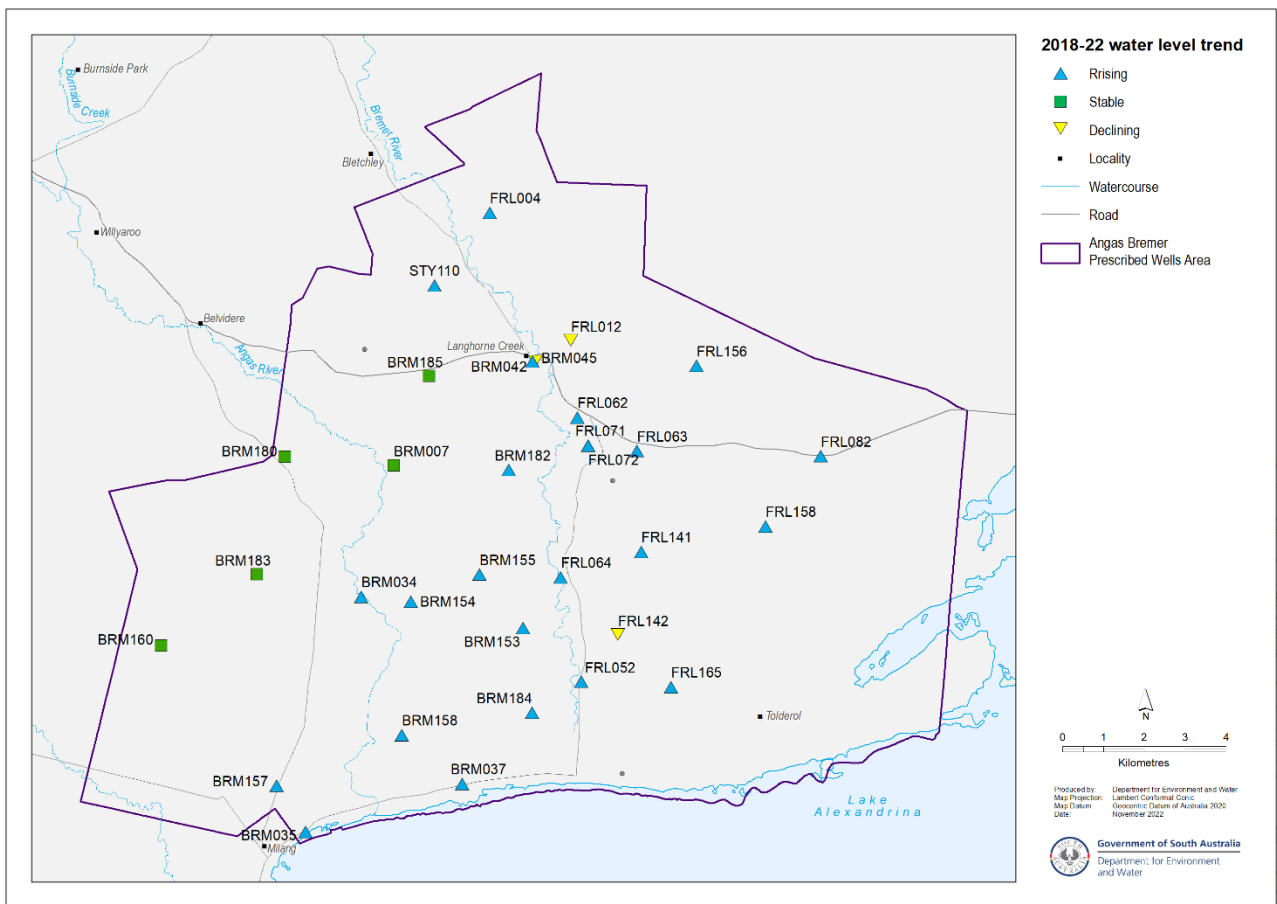 2018-22 water level trend
Rrising
Stable
Declining
Locality
Watercourse
Road
Angas Bremer
Prescribed Wells Area
Burnside Park
Burnside
Creek
Bremer River
Bletchley
FRL004
Willyaroo
STY110
Belvidere
FRL012
Langhorne Creek
Angas River
BRM185
BRM042
BRM045
FRL156
FRL062
FRL071
FRL063
BRM180
BRM007
BRM182
FRL072
FRL082
FRL158
FRL141
BRM183
BRM155
FRL064
BRM034
BRM154
BRM160
BRM153
FRL142
FRL052
FRL165
BRM184
Tolderol
BRM158
BRM157
BRM037
Lake
Alexandrina
BRM035
Milang
N
0 1 2 3 4
Kilometres
Produced by: Department for Environment and Water
Map Projection: Lambert Conformal Conic
Map Datum: Geocentric Datum of Australia 2020
Date: November 2022
SOUTH AUSTRALIA
Government of South Australia
Department for Environment
and Water